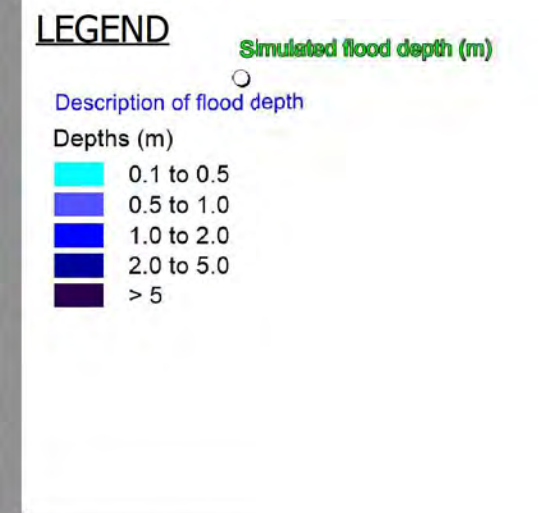 LEGEND
Simulated flood depth (m)
Description of flood depth
Depths (m)
0.1 to 0.5
0.5 to 1.0
1.0 to 2.0
2.0 to 5.0
> 5